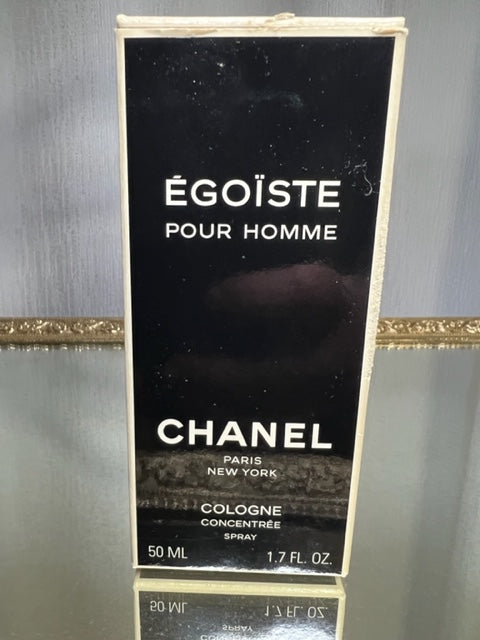 ÉGOÏSTE
POUR HOMME
CHANEL
PARIS
NEW YORK
COLOGNE
CONCENTRÉE
SPRAY
50 ML 1.7 FL. OZ.